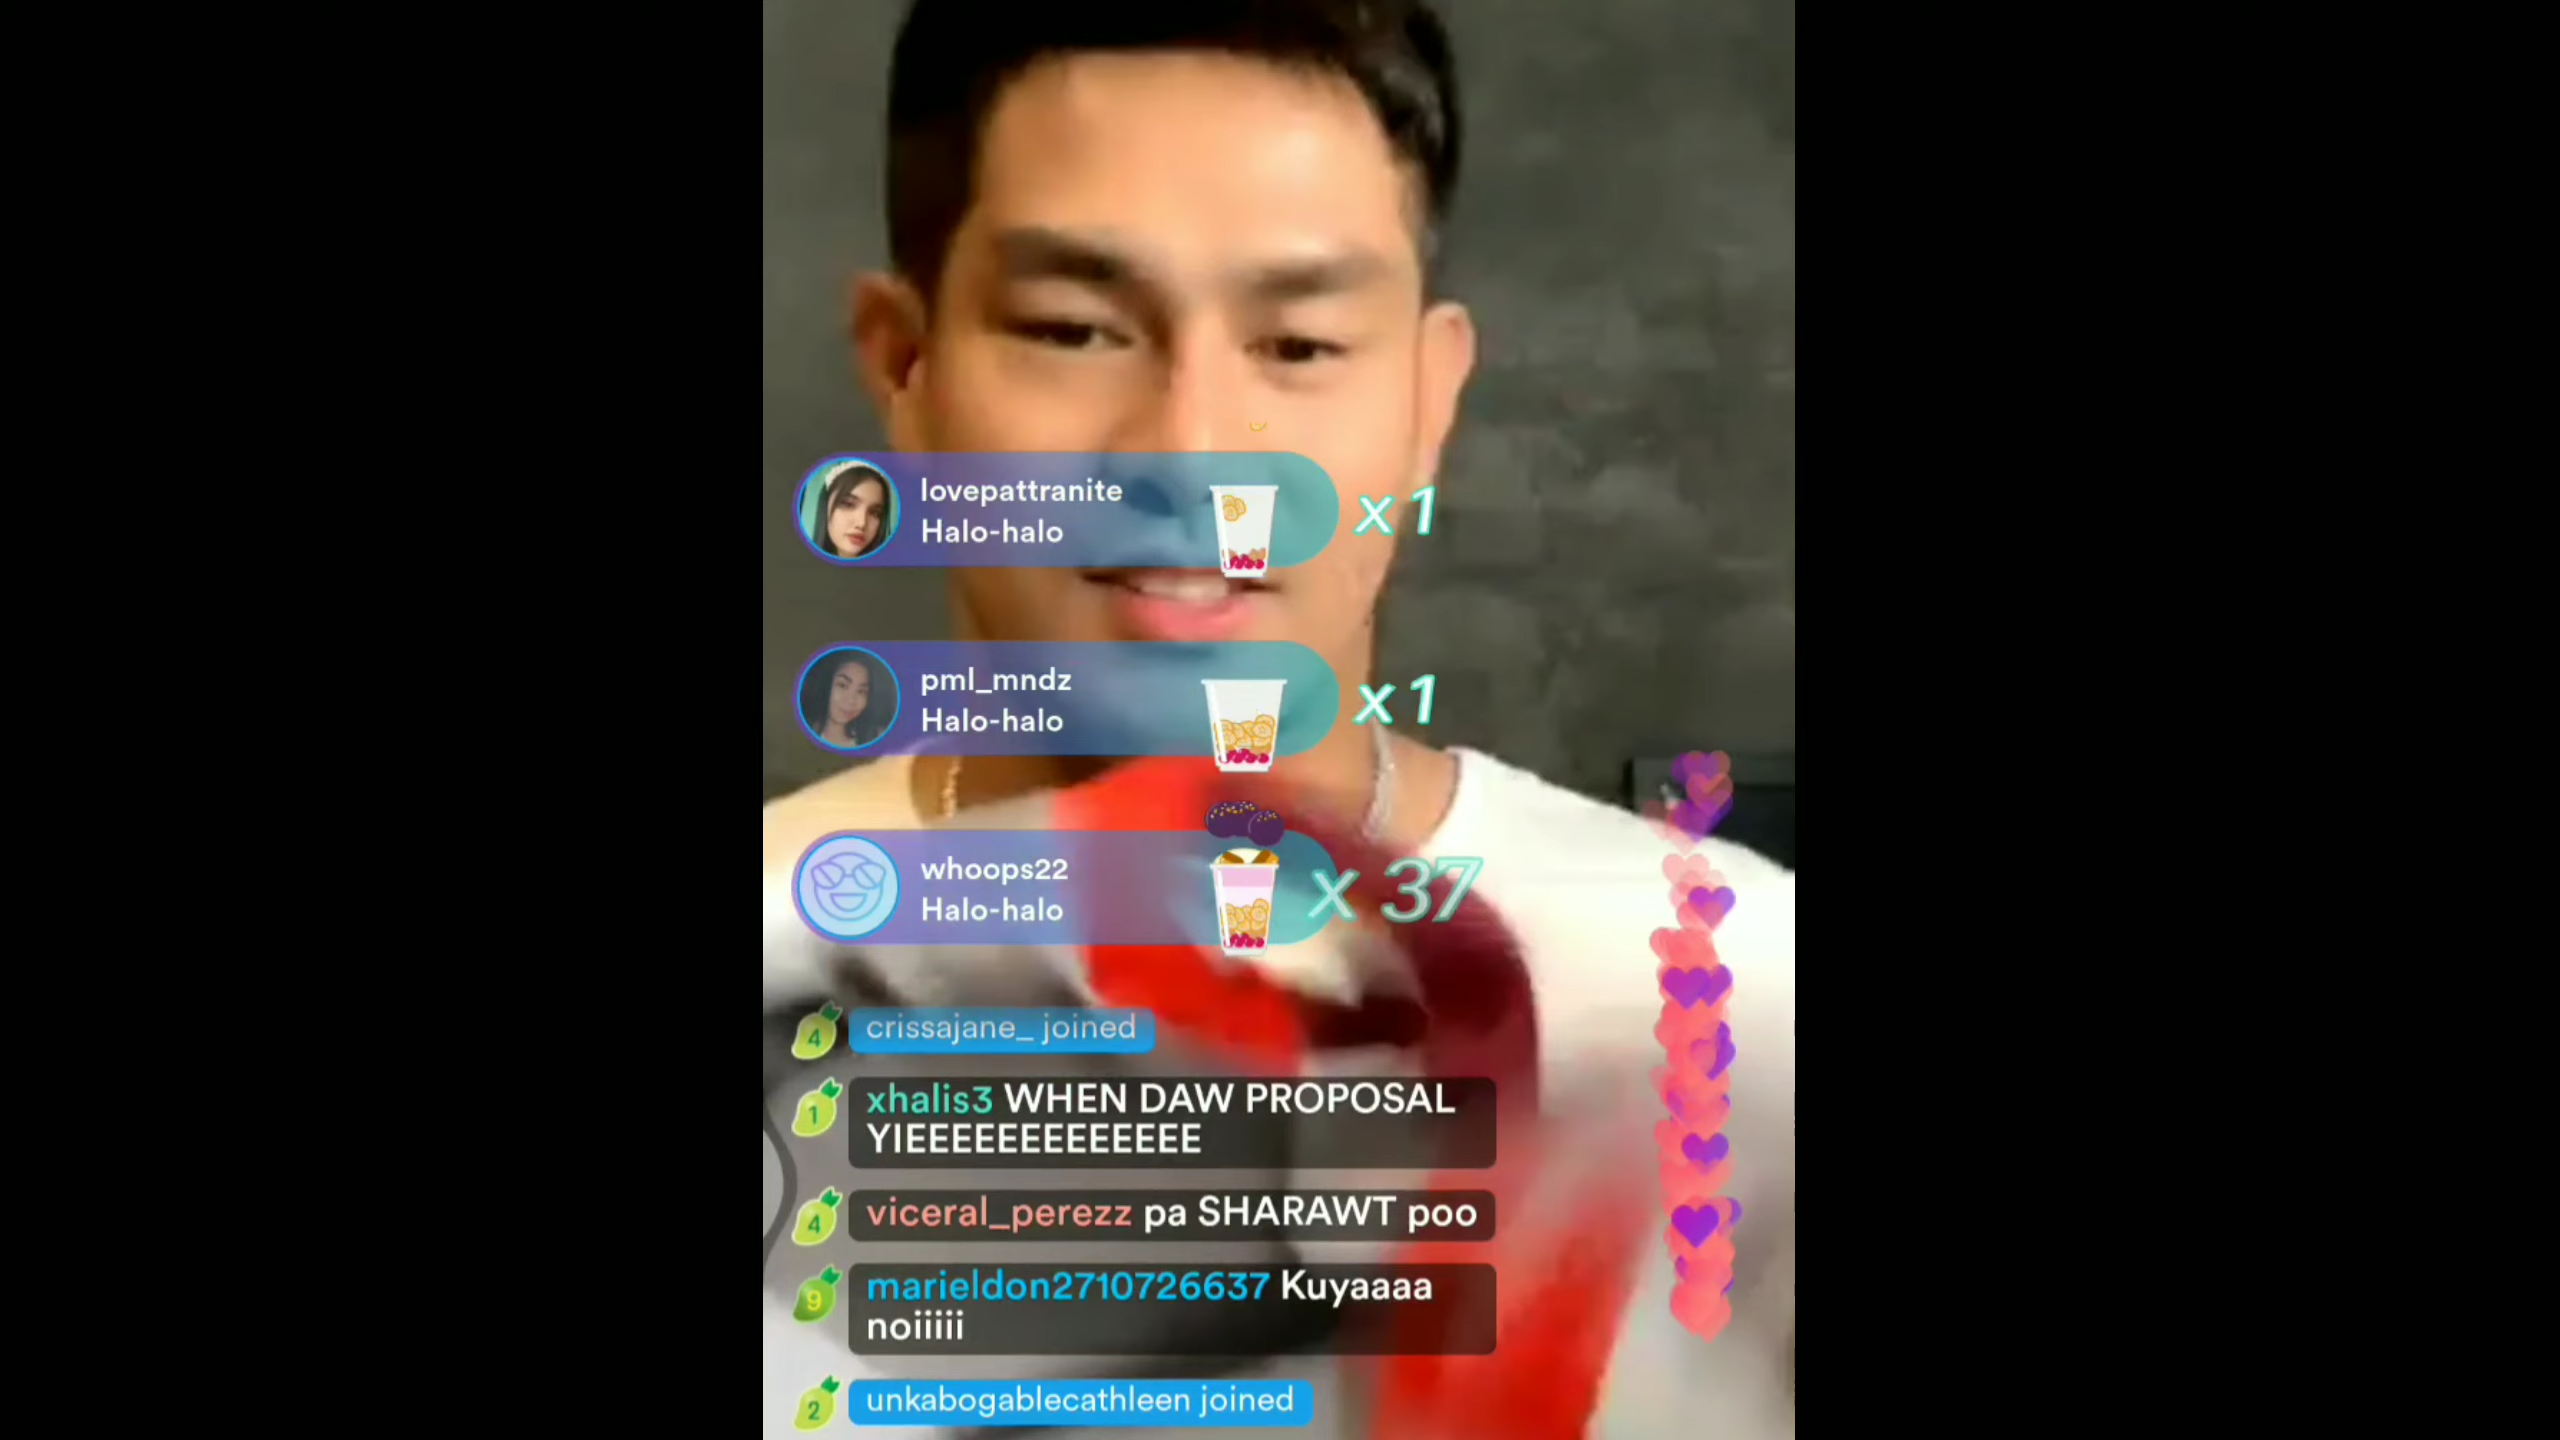 lovepattranite
Halo-halo
x 1
pml_mndz
Halo-halo
x 1
whoops22
Halo-halo
x 37
4 crissajane_ joined
1 xhalis3 WHEN DAW PROPOSAL
YIEEEEEEEEEEEEE
4 viceral_perezz pa SHARAWT poo
9 marieldon2710726637 Kuyaaaa
noiiiii
2 unkabogablecathleen joined